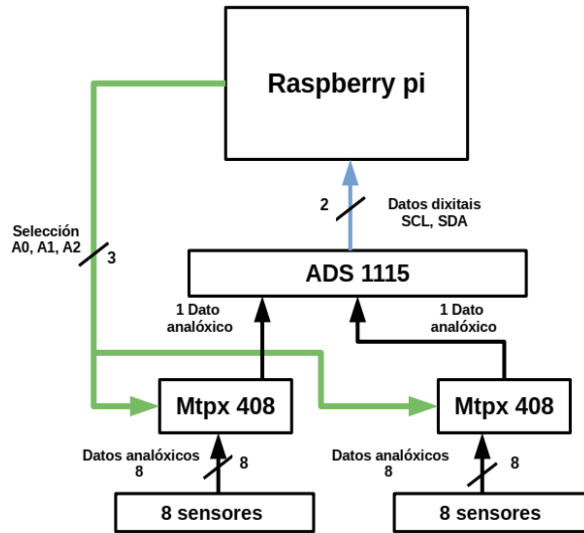 Raspberry pi
2
Datos dixitais
SCL, SDA
Selección
A0, A1, A2
3
ADS 1115
1 Dato
analóxico
1 Dato
analóxico
Mtpx 408
Mtpx 408
Datos analóxicos
8
8
Datos analóxicos
8
8
8 sensores
8 sensores